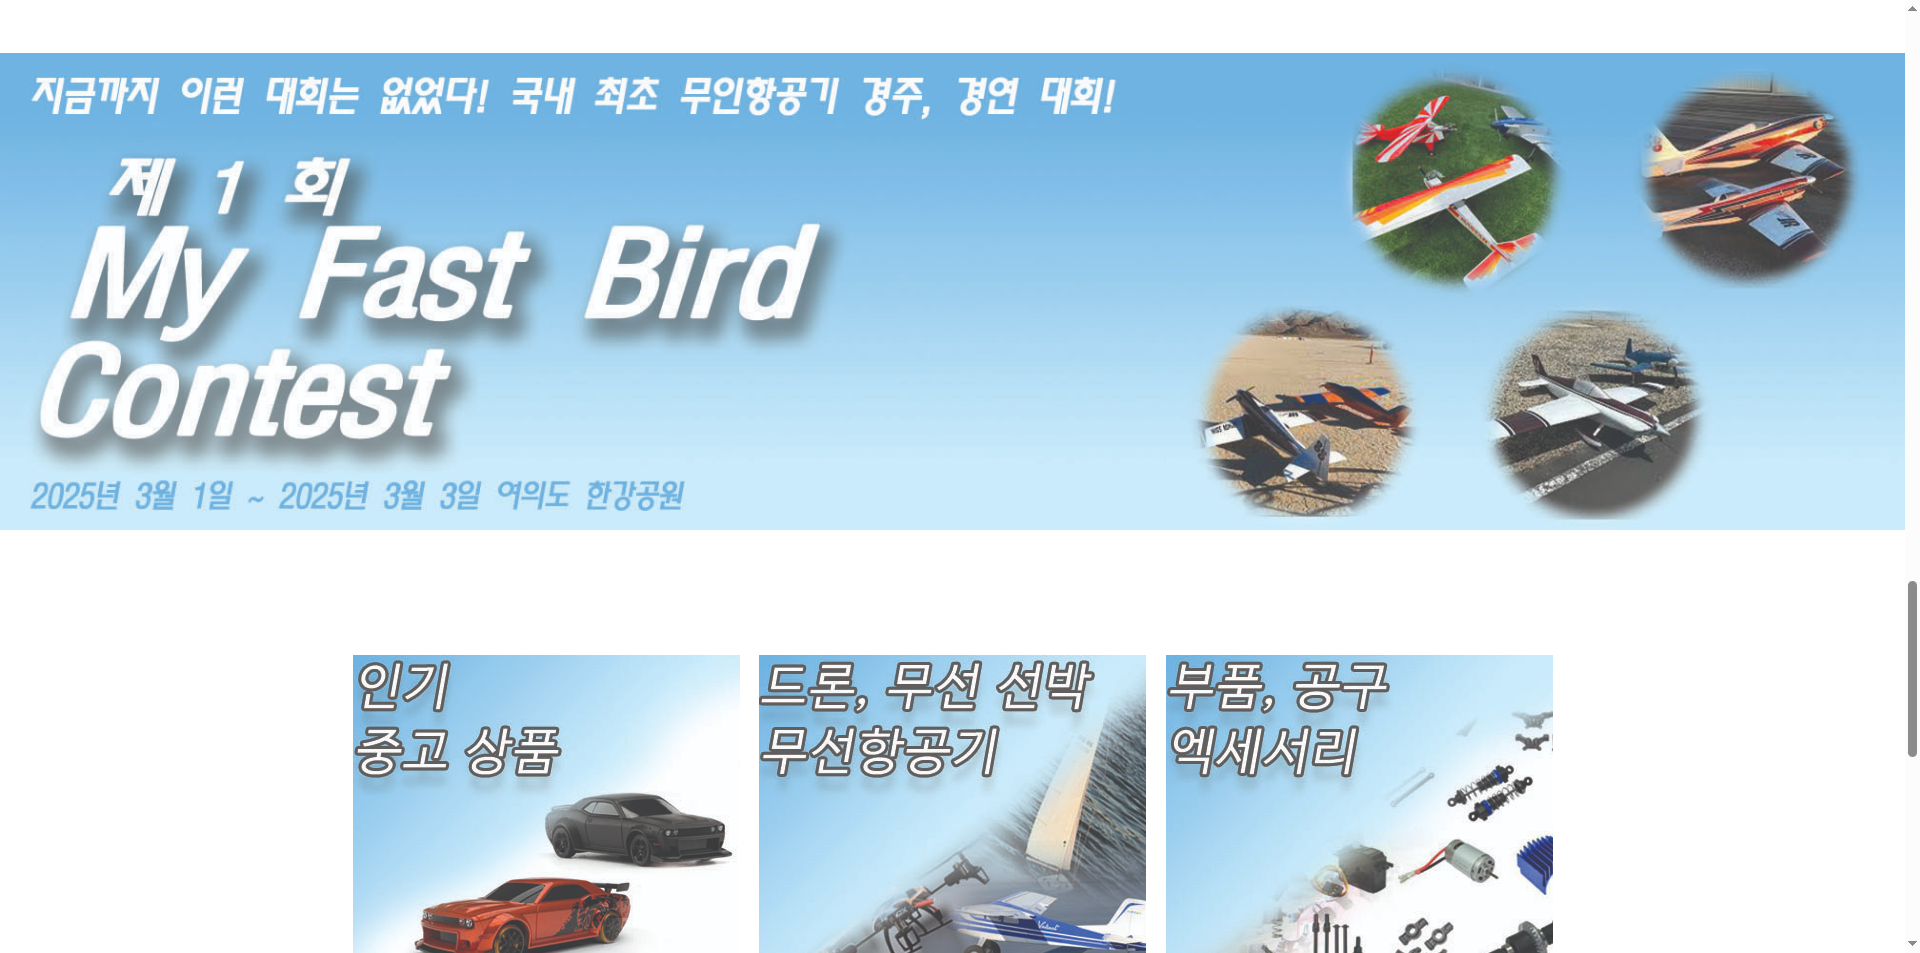 지금까지 이런 대회는 없었다! 국내 최초 무인항공기 경주, 경연 대회!
제 1 회
My Fast Bird
Contest
2025년 3월 1일 ~ 2025년 3월 3일 여의도 한강공원
인기
중고 상품
드론, 무선 선박
무선항공기
부품, 공구
엑세서리